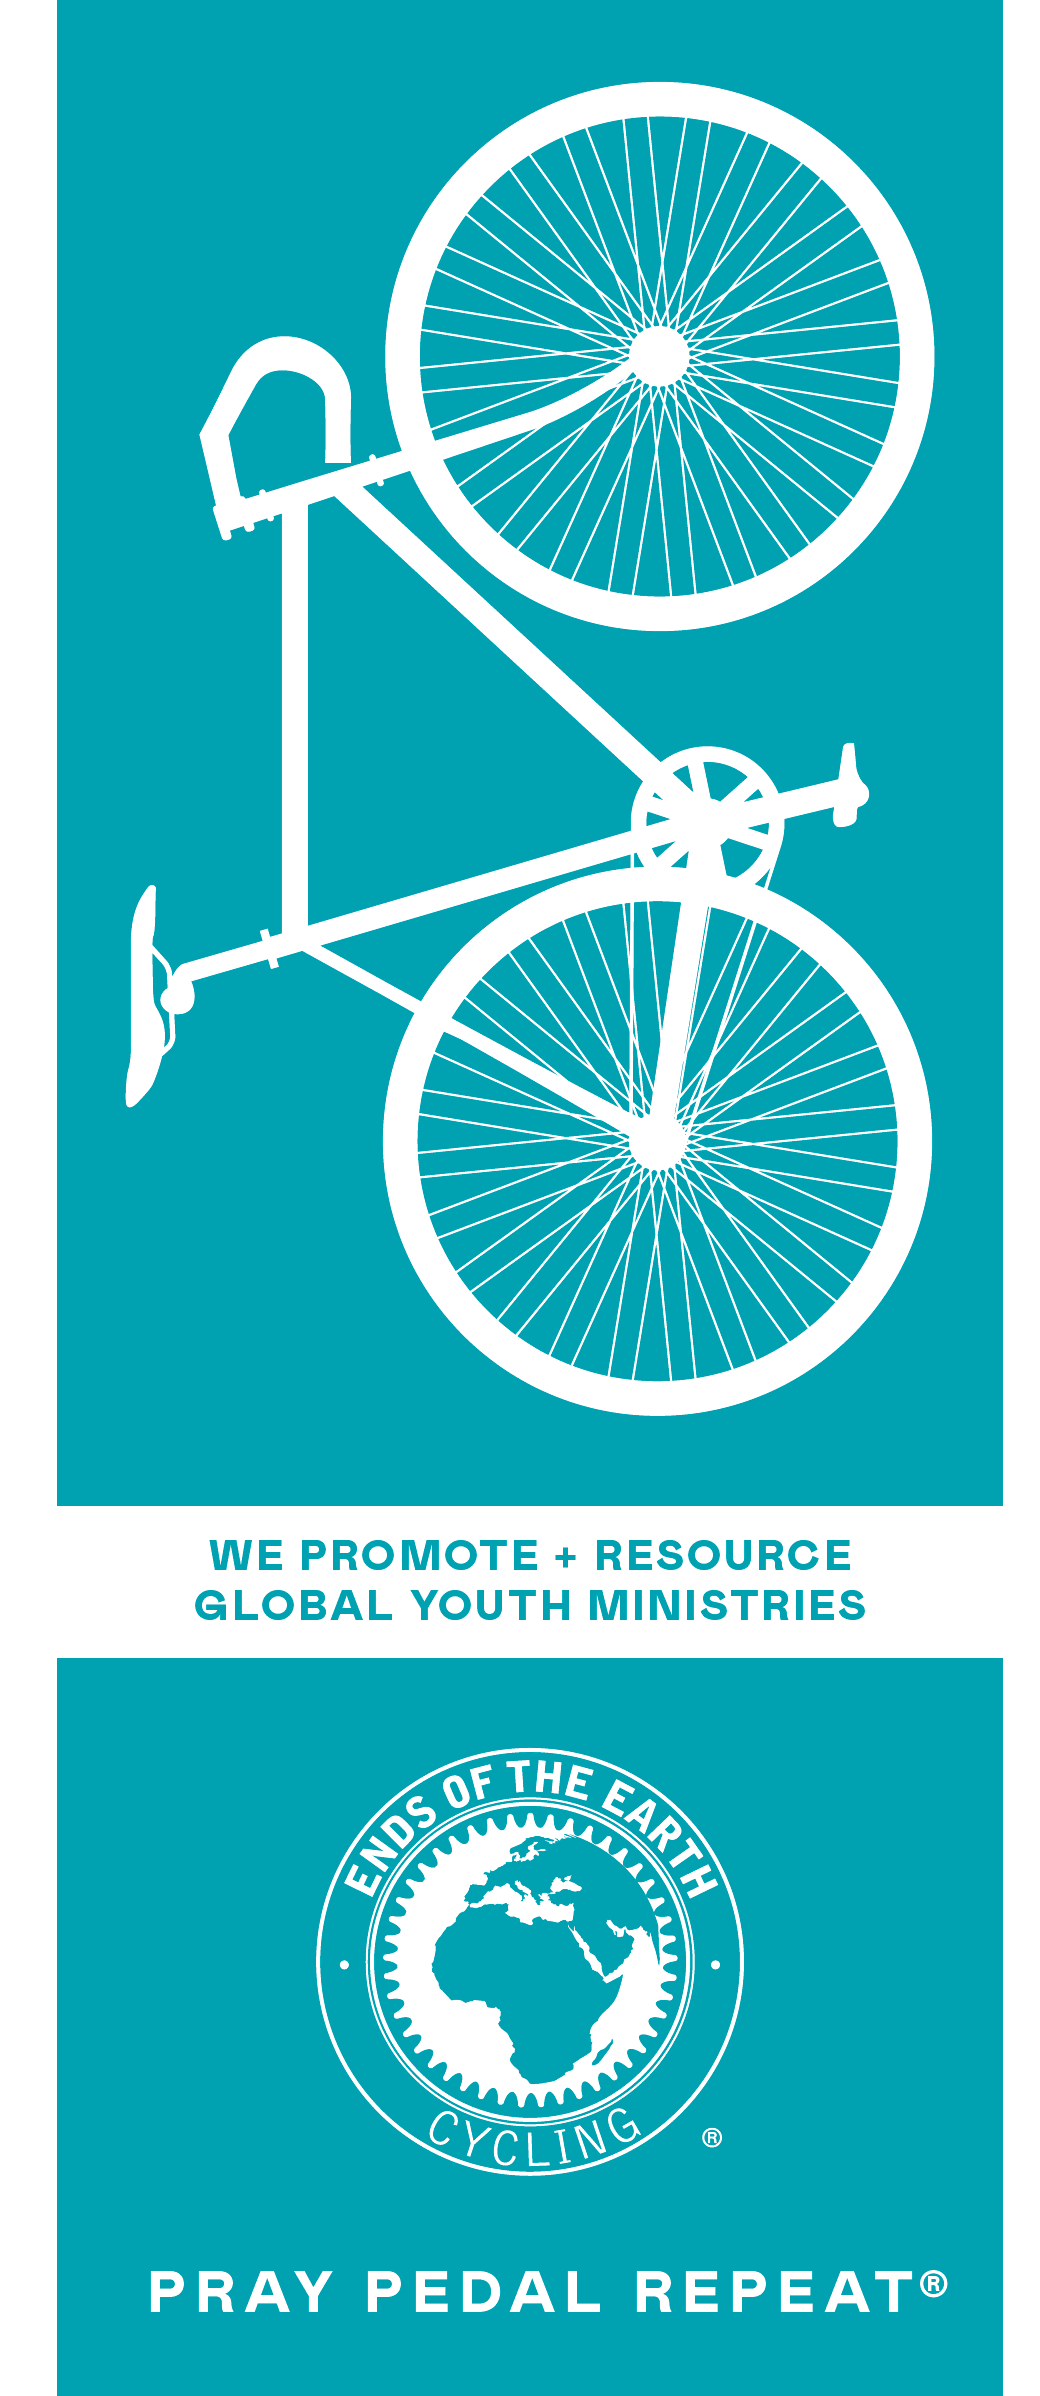 WE PROMOTE + RESOURCE
GLOBAL YOUTH MINISTRIES
ENDS OF THE EARTH
CYCLING
®
PRAY PEDAL REPEAT®